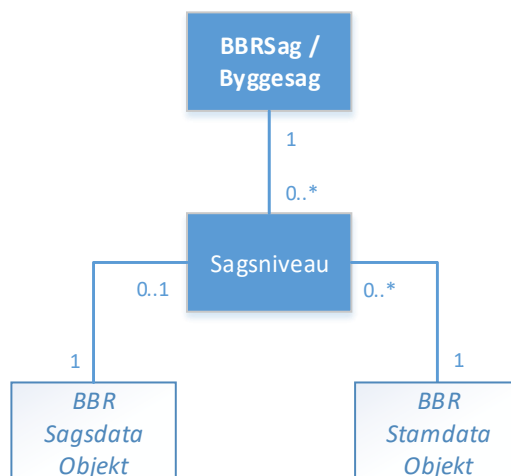 BBRSag /
Byggesag
1
0..*
Sagsniveau
0..1
0..*
1
1
BBR
Sagsdata
Objekt
BBR
Stamdata
Objekt